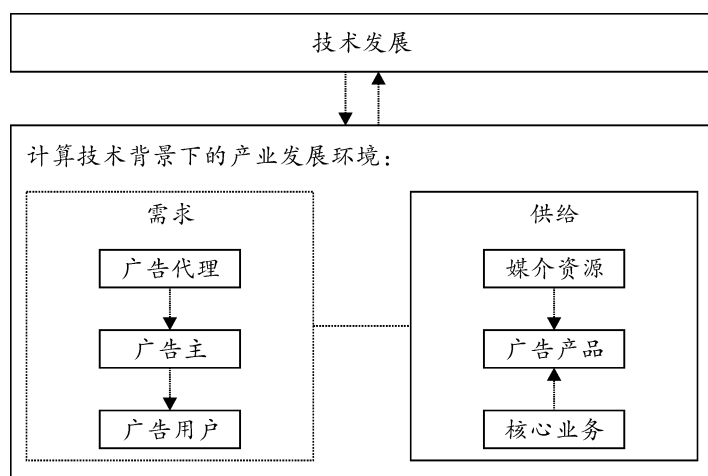 技术发展
计算技术背景下的产业发展环境：
需求
广告代理
广告主
广告用户
供给
媒介资源
广告产品
核心业务